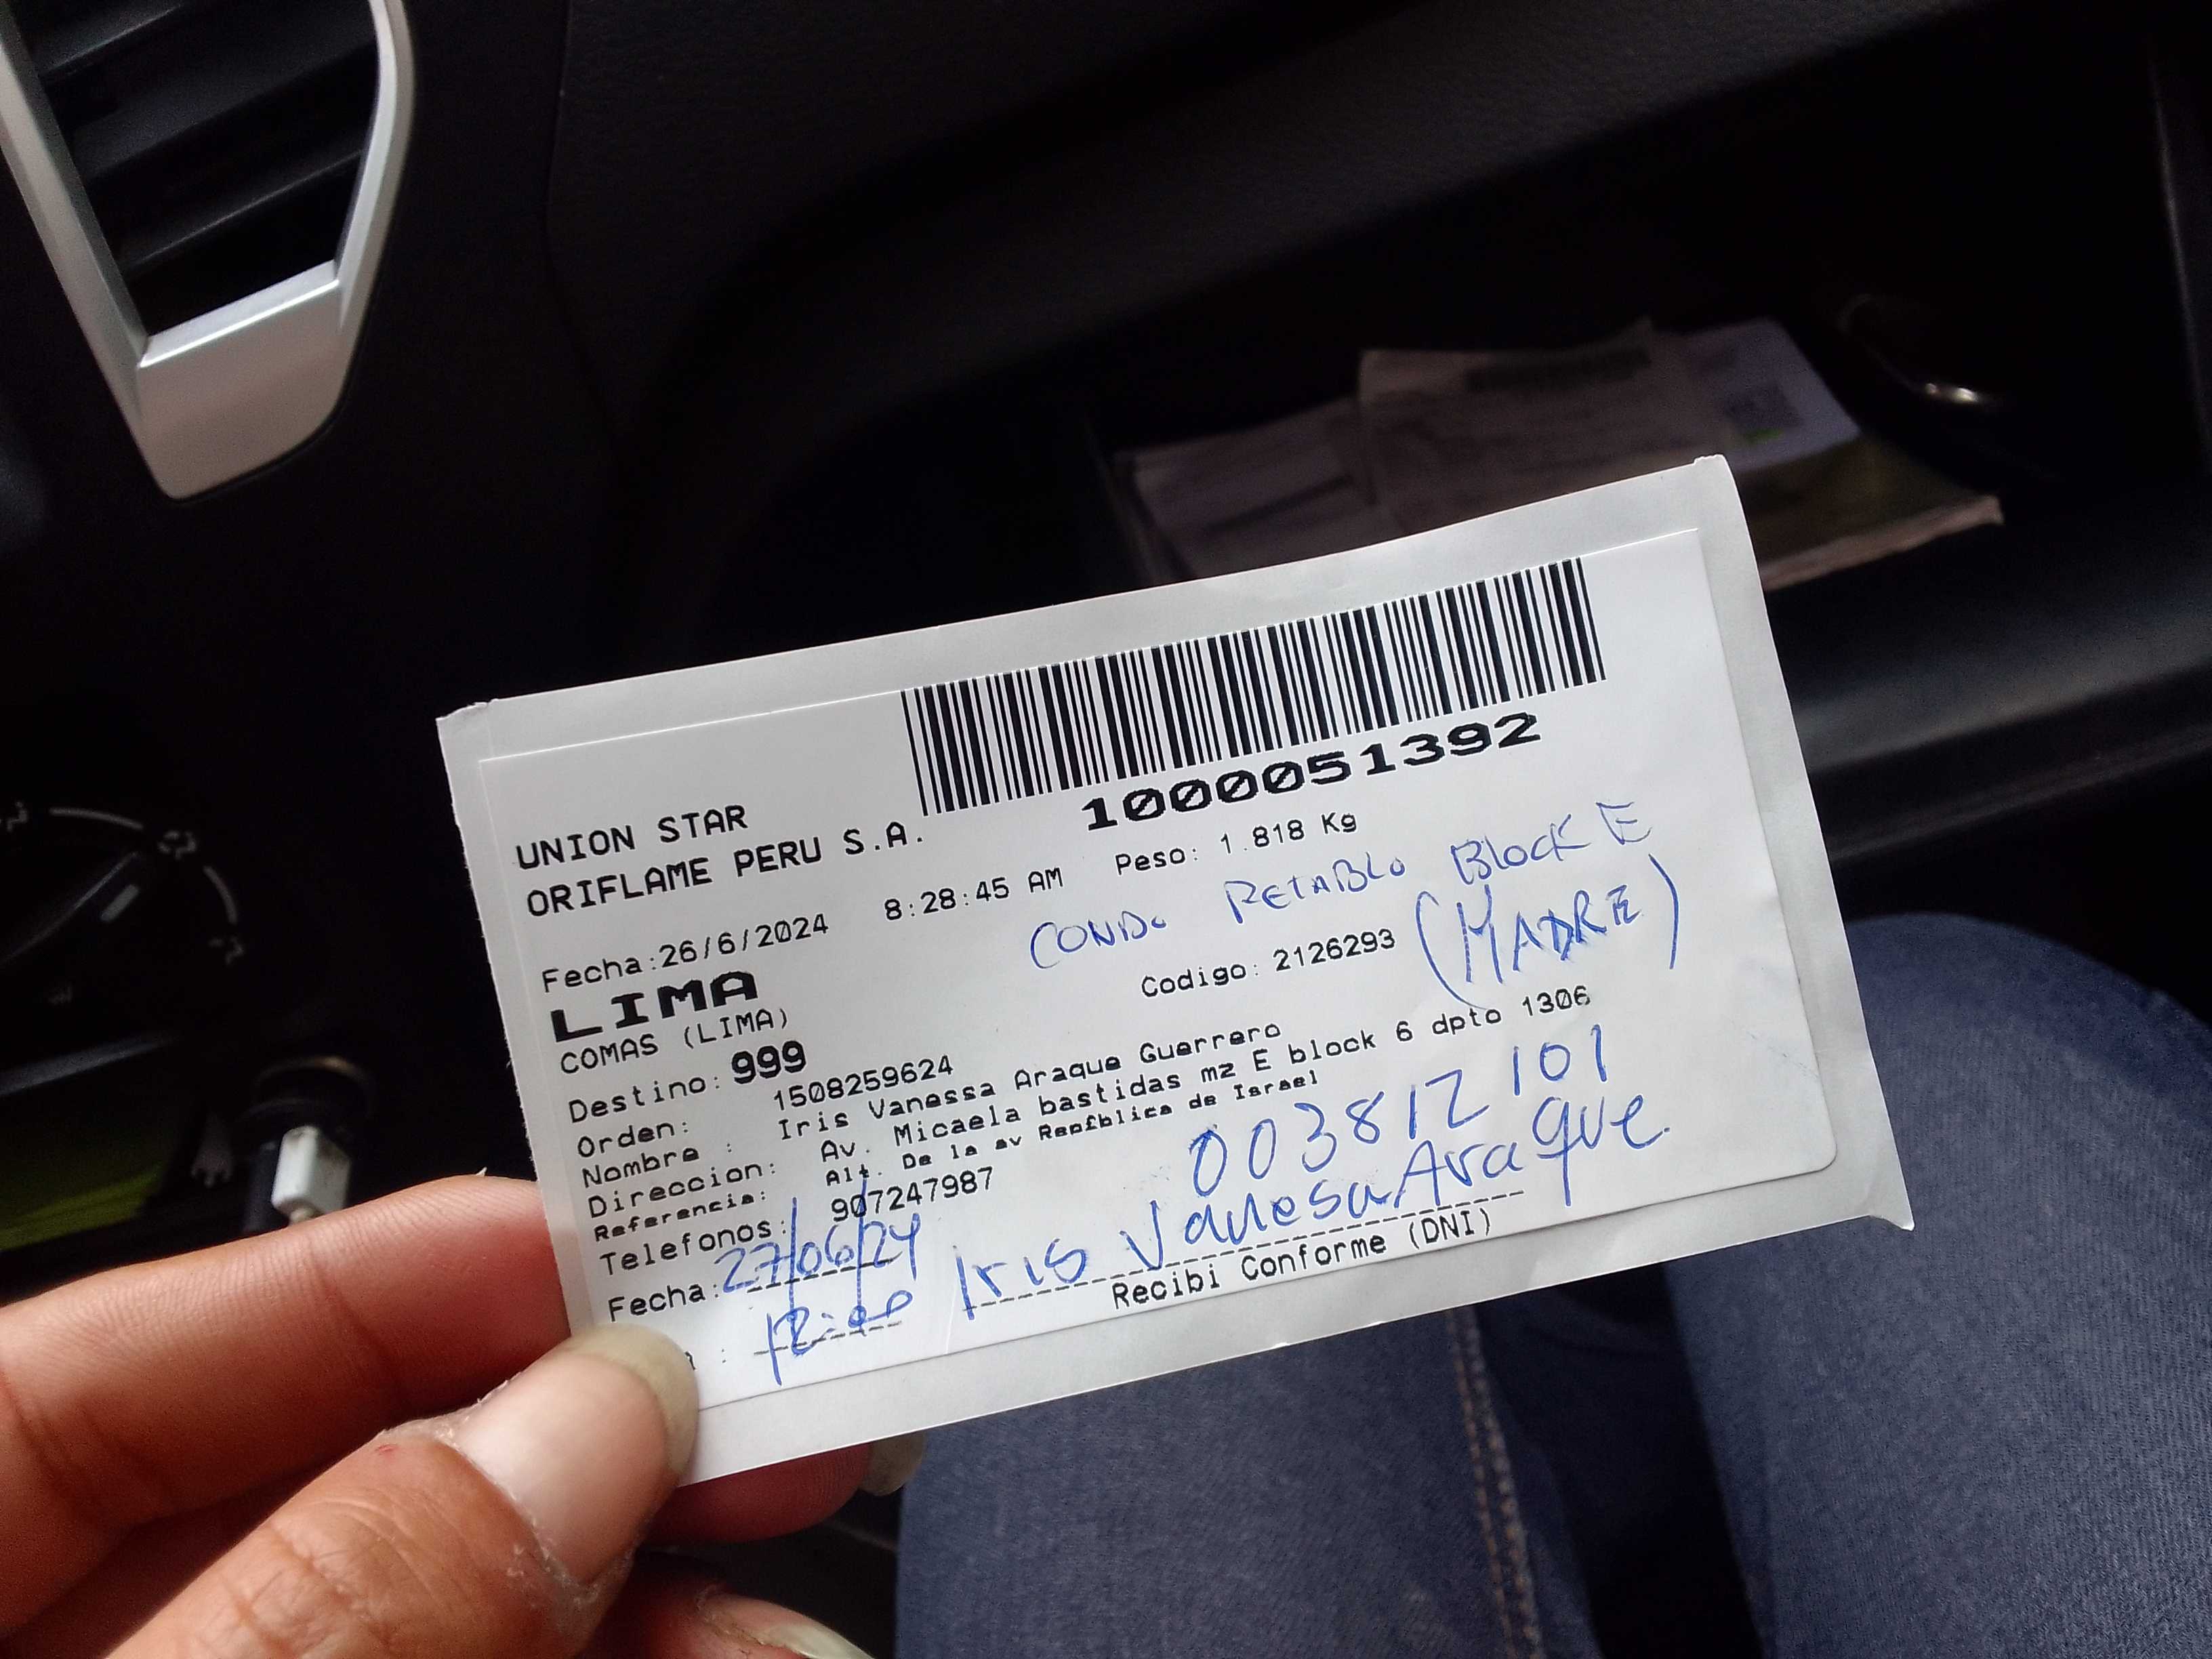 1000051392
UNION STAR
ORIFLAME PERU S.A.
Fecha:26/6/2024 8:28:45 AM Peso: 1.818 Kg
CONDO RETABLO BLOCK E
LIMA
COMAS (LIMA) Codigo: 2126293 (MADRE)
Destino: 999
Orden: 1508259624
Nombre : Iris Vanessa Araque Guerrero
Direccion: Av. Micaela bastidas mz E block 6 dpto 1306
Referencia: Alt. De la av Repfblica de Israel
Telefonos: 907247987
003812101
Fecha: 27/06/24 Iris Vanesa Araque
Recibi Conforme (DNI)